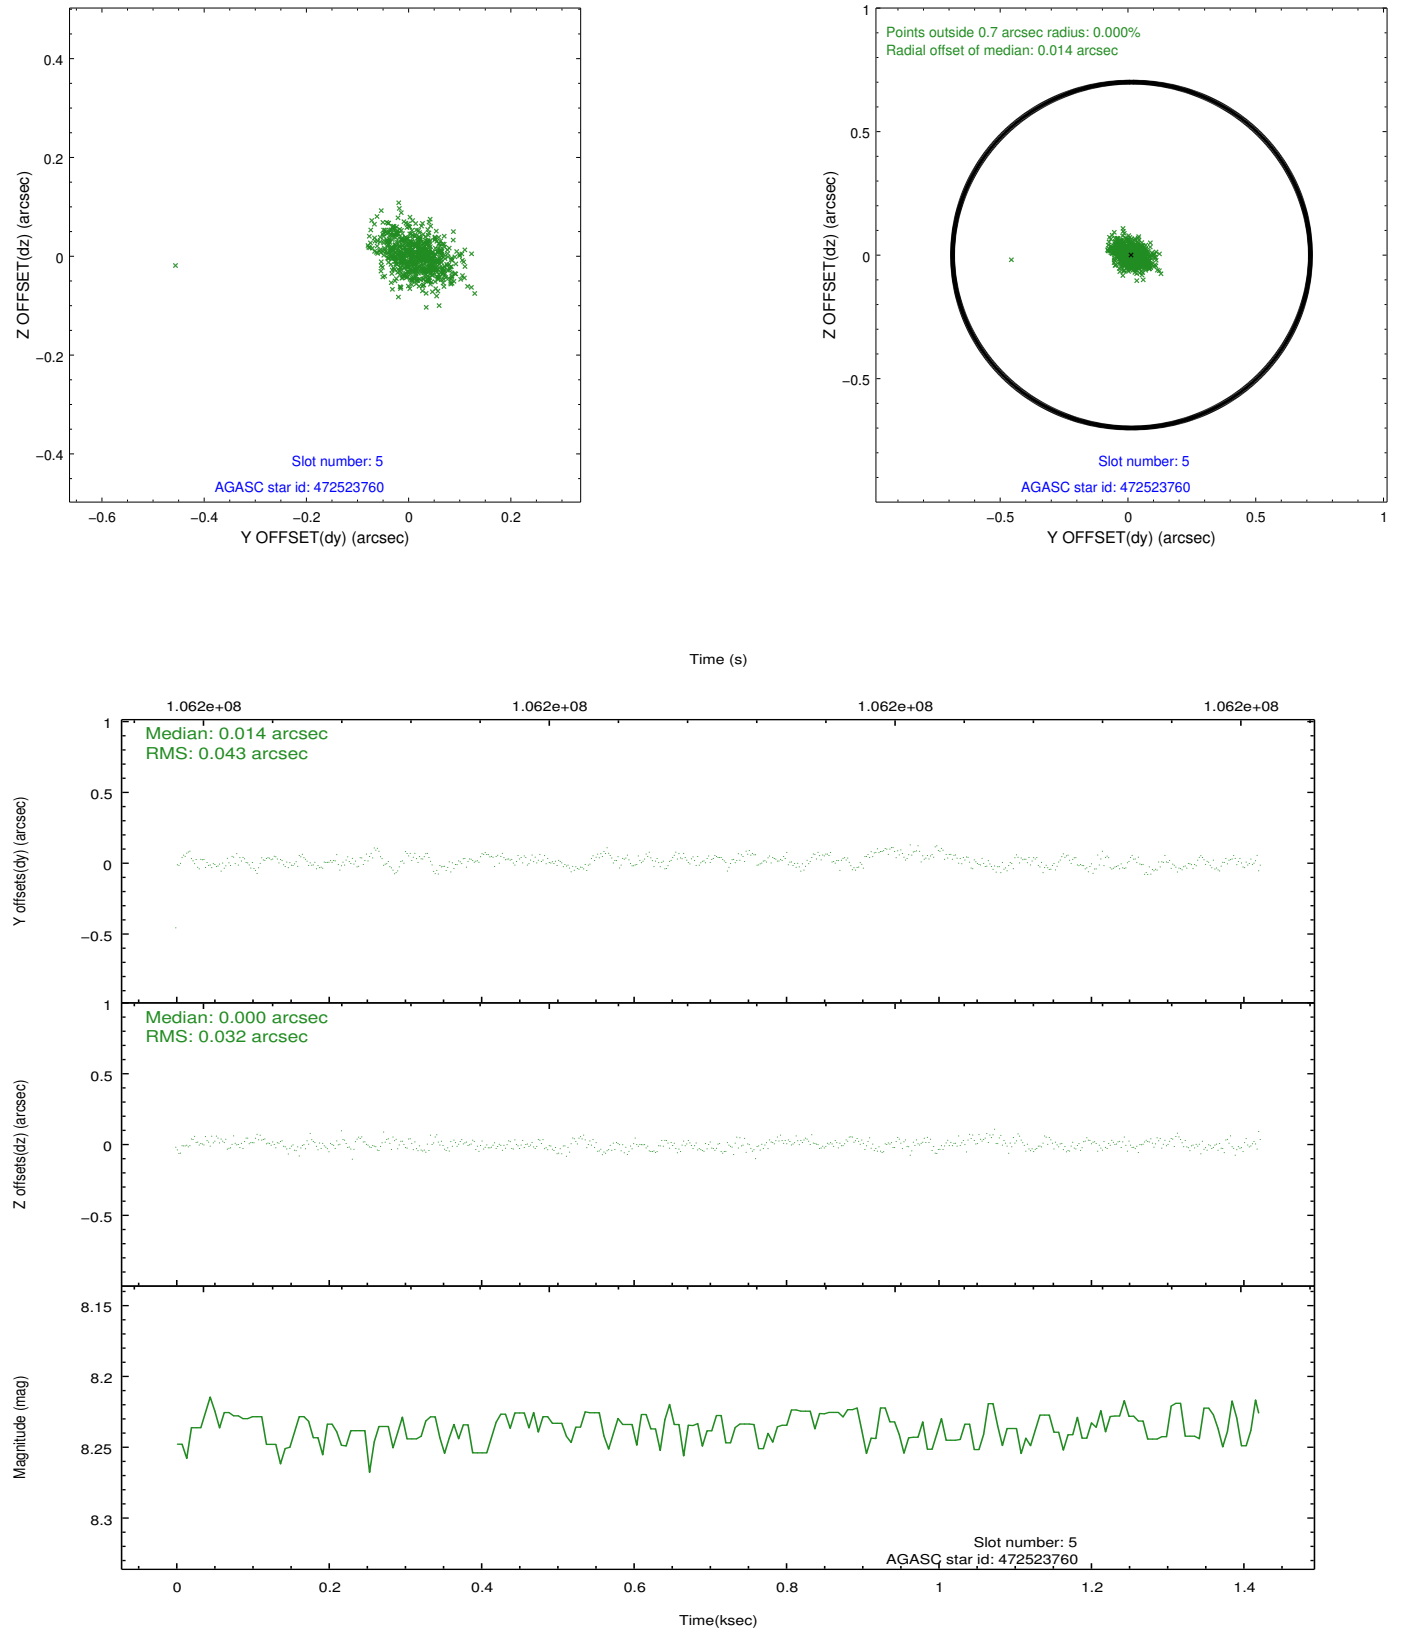 0.4
0.2
0
−0.2
−0.4
Z OFFSET(dz) (arcsec)
Slot number: 5
AGASC star id: 472523760
−0.6
−0.4
−0.2
0
0.2
Y OFFSET(dy) (arcsec)
1
0.5
0
−0.5
Z OFFSET(dz) (arcsec)
Points outside 0.7 arcsec radius: 0.000%
Radial offset of median: 0.014 arcsec
Slot number: 5
AGASC star id: 472523760
−0.5
0
0.5
1
Y OFFSET(dy) (arcsec)
Time (s)
1.062e+08
1.062e+08
1.062e+08
1.062e+08
1
0.5
0
−0.5
Y offsets(dy) (arcsec)
Median: 0.014 arcsec
RMS: 0.043 arcsec
1
0.5
0
−0.5
Z offsets(dz) (arcsec)
Median: 0.000 arcsec
RMS: 0.032 arcsec
8.15
8.2
8.25
8.3
Magnitude (mag)
Slot number: 5
AGASC star id: 472523760
0
0.2
0.4
0.6
0.8
1
1.2
1.4
Time(ksec)